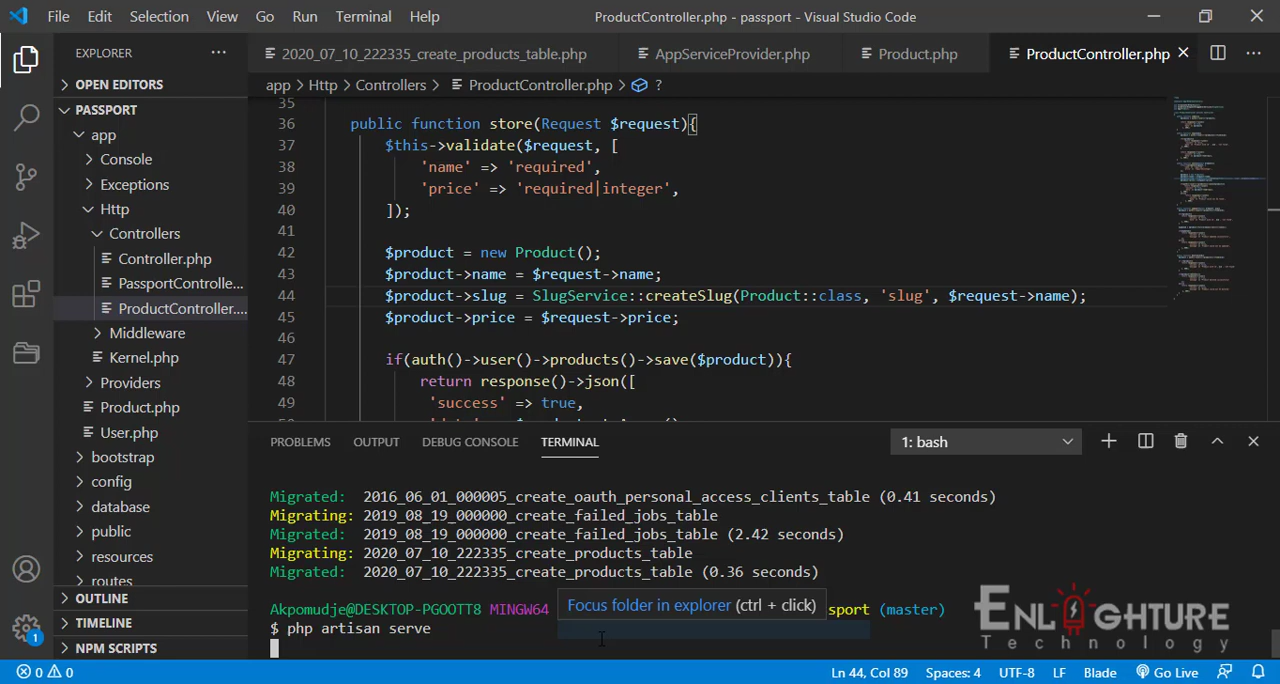 File Edit Selection View Go Run Terminal Help
ProductController.php - passport - Visual Studio Code
EXPLORER
2020_07_10_222335_create_products_table.php
AppServiceProvider.php
Product.php
ProductController.php
OPEN EDITORS
app > Http > Controllers > ProductController.php > ?
PASSPORT
app
Console
Exceptions
Http
Controllers
Controller.php
PassportControlle...
ProductController....
Middleware
Kernel.php
Providers
Product.php
User.php
bootstrap
config
database
public
resources
routes
OUTLINE
TIMELINE
NPM SCRIPTS
35
36 public function store(Request $request){
37 $this->validate($request, [
38 'name' => 'required',
39 'price' => 'required|integer',
40 ]);
41
42 $product = new Product();
43 $product->name = $request->name;
44 $product->slug = SlugService::createSlug(Product::class, 'slug', $request->name);
45 $product->price = $request->price;
46
47 if(auth()->user()->products()->save($product)){
48 return response()->json([
49 'success' => true,
PROBLEMS OUTPUT DEBUG CONSOLE TERMINAL
1: bash
Migrated: 2016_06_01_000005_create_oauth_personal_access_clients_table (0.41 seconds)
Migrating: 2019_08_19_000000_create_failed_jobs_table
Migrated: 2019_08_19_000000_create_failed_jobs_table (2.42 seconds)
Migrating: 2020_07_10_222335_create_products_table
Migrated: 2020_07_10_222335_create_products_table (0.36 seconds)
Akpomudje@DESKTOP-PGOOTT8 MINGW64
Focus folder in explorer (ctrl + click)
sport (master)
$ php artisan serve
ENLIGHTURE
Technology
1
0 0
Ln 44, Col 89 Spaces: 4 UTF-8 LF Blade Go Live